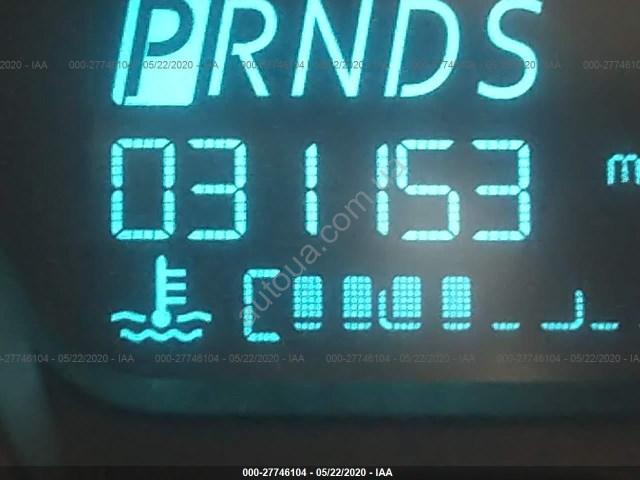 PRNDS
031153 m
C
000-27746104 - 05/22/2020 - IAA
autoua.com.ua
000-27746104 - 05/22/2020 - IAA